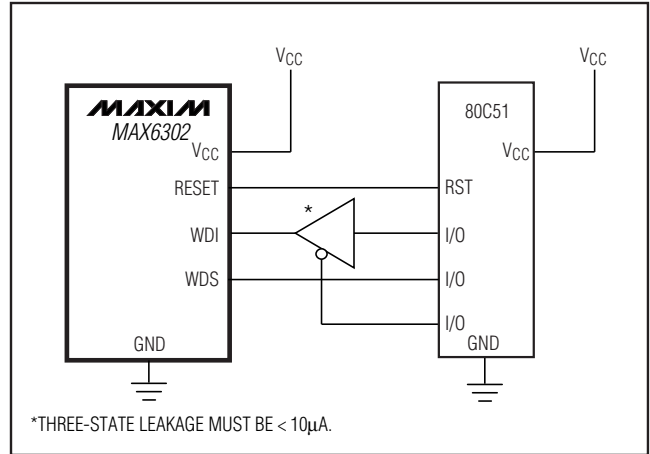 VCC
VCC
MAXIM
MAX6302
80C51
VCC
VCC
RESET
RST
*
WDI
I/O
WDS
I/O
I/O
GND
GND
*THREE-STATE LEAKAGE MUST BE < 10µA.